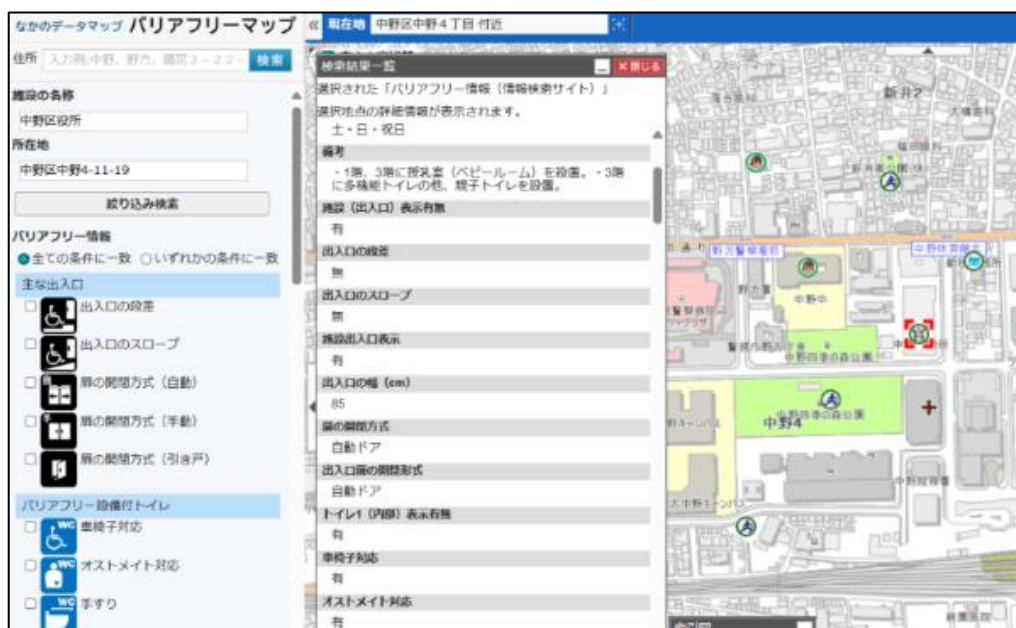 なかのデータマップ バリアフリーマップ
住所
検索
施設の名称
中野区役所
所在地
中野区中野4-11-19
絞り込み検索
バリアフリー情報
全ての条件に一致 いずれかの条件に一致
主な出入口
出入口の段差
出入口のスロープ
扉の開閉方式（自動）
扉の開閉方式（手動）
扉の開閉方式（引き戸）
バリアフリー設備付トイレ
WC
車椅子対応
WC
オストメイト対応
WC
手すり
現在地 中野区中野４丁目 付近
検索結果一覧
×閉じる
選択された「バリアフリー情報（情報検索サイト）」
選択地点の詳細情報が表示されます。
土・日・祝日
備考
・1階、3階に授乳室（ベビールーム）を設置。・3階
に多機能トイレの他、親子トイレを設置。
施設（出入口）表示有無
有
出入口の段差
無
出入口のスロープ
無
施設出入口表示
有
出入口の幅（cm）
85
扉の開閉方式
自動ドア
出入口扉の開閉形式
自動ドア
トイレ1（内部）表示有無
有
車椅子対応
有
オストメイト対応
有
新井2
野方警察署前
中野中
中野四季の森公園
中野四季の森公園
中野4